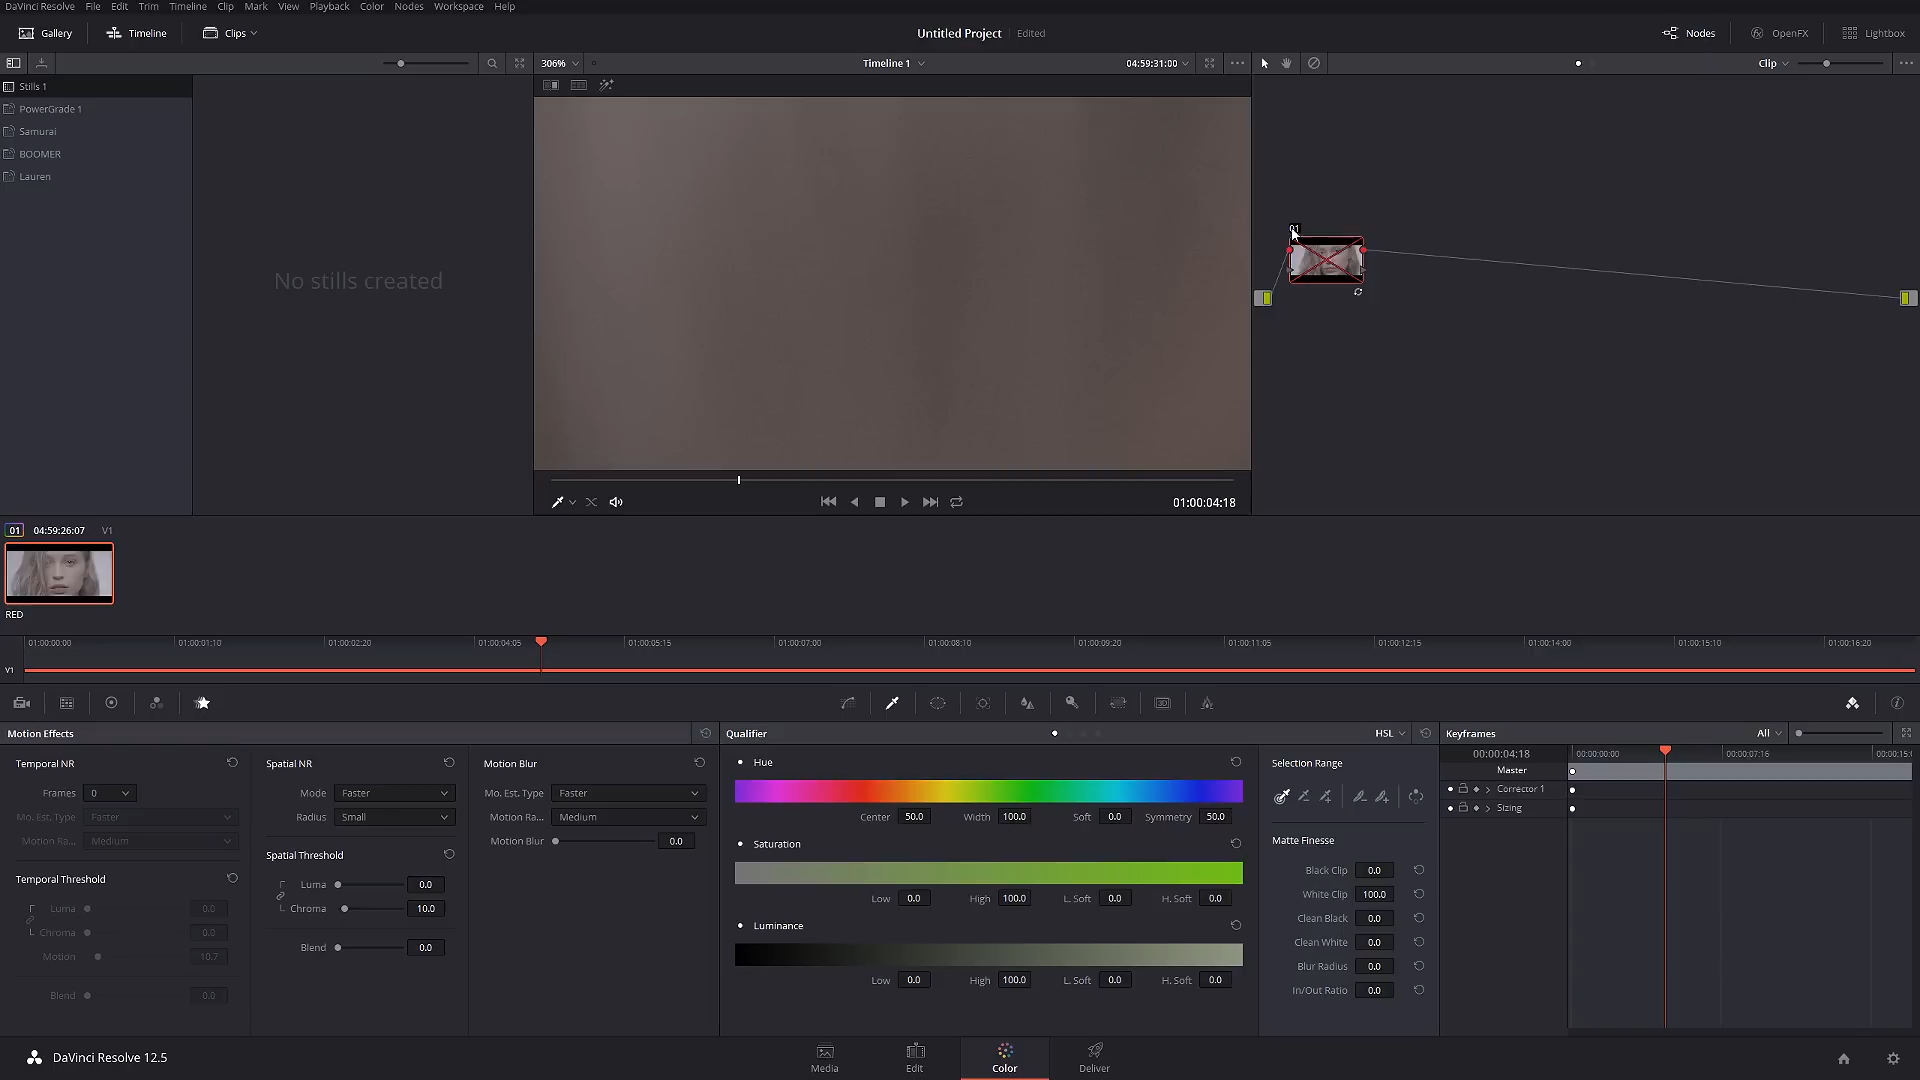 DaVinci Resolve File Edit Trim Timeline Clip Mark View Playback Color Nodes Workspace Help
Gallery Timeline Clips Untitled Project Edited Nodes OpenFX Lightbox
306% Timeline 1 04:59:31:00 Clip
Stills 1
PowerGrade 1
Samurai
BOOMER
Lauren
No stills created
01
01:00:04:18
01 04:59:26:07 V1
RED
01:00:00:00 01:00:01:10 01:00:02:20 01:00:04:05 01:00:05:15 01:00:07:00 01:00:08:10 01:00:09:20 01:00:11:05 01:00:12:15 01:00:14:00 01:00:15:10 01:00:16:20
V1
Motion Effects Qualifier HSL Keyframes All
Temporal NR Spatial NR Motion Blur Hue Selection Range 00:00:04:18 00:00:00:00 00:00:07:16 00:00:15:
Master
Frames 0 Mode Faster Mo. Est. Type Faster Corrector 1
Mo. Est. Type Faster Radius Small Motion Ra... Medium Center 50.0 Width 100.0 Soft 0.0 Symmetry 50.0 Sizing
Motion Ra... Medium Motion Blur 0.0 Saturation Matte Finesse
Spatial Threshold
Temporal Threshold Luma 0.0 Black Clip 0.0
Luma 0.0 Chroma 10.0 Low 0.0 High 100.0 L. Soft 0.0 H. Soft 0.0 White Clip 100.0
Chroma 0.0 Luminance Clean Black 0.0
Motion 10.7 Blend 0.0 Clean White 0.0
Blend 0.0 Low 0.0 High 100.0 L. Soft 0.0 H. Soft 0.0 Blur Radius 0.0
In/Out Ratio 0.0
DaVinci Resolve 12.5 Media Edit Color Deliver